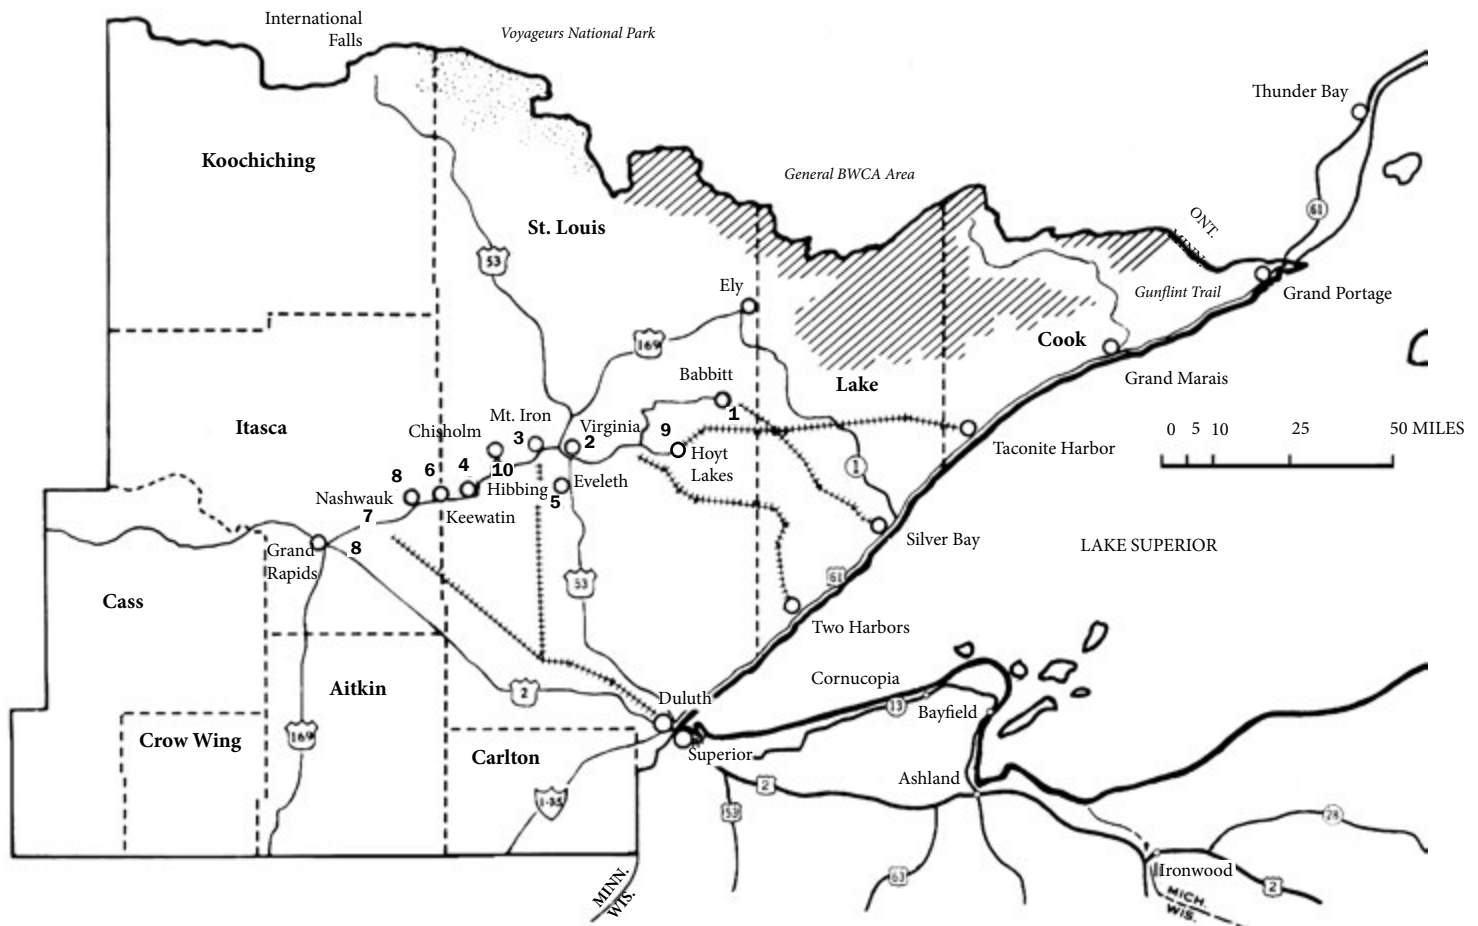 International
Falls
Voyageurs National Park
Thunder Bay
Koochiching
General BWCA Area
61
ONT.
MINN.
St. Louis
53
Ely
Gunflint Trail
Grand Portage
169
Cook
Babbitt
Lake
Grand Marais
1
Mt. Iron
Itasca
Chisholm
3
Virginia
2
9
Taconite Harbor
0 5 10 25 50 MILES
Hoyt
Lakes
8
6
4
10
1
Nashwauk
Hibbing
Eveleth
5
7
Keewatin
Silver Bay
LAKE SUPERIOR
Grand
Rapids
8
53
61
Cass
Two Harbors
Aitkin
2
Duluth
Cornucopia
13
Bayfield
169
Crow Wing
Carlton
Superior
Ashland
2
I-35
53
28
63
Ironwood
2
MINN.
WIS.
MICH.
WIS.